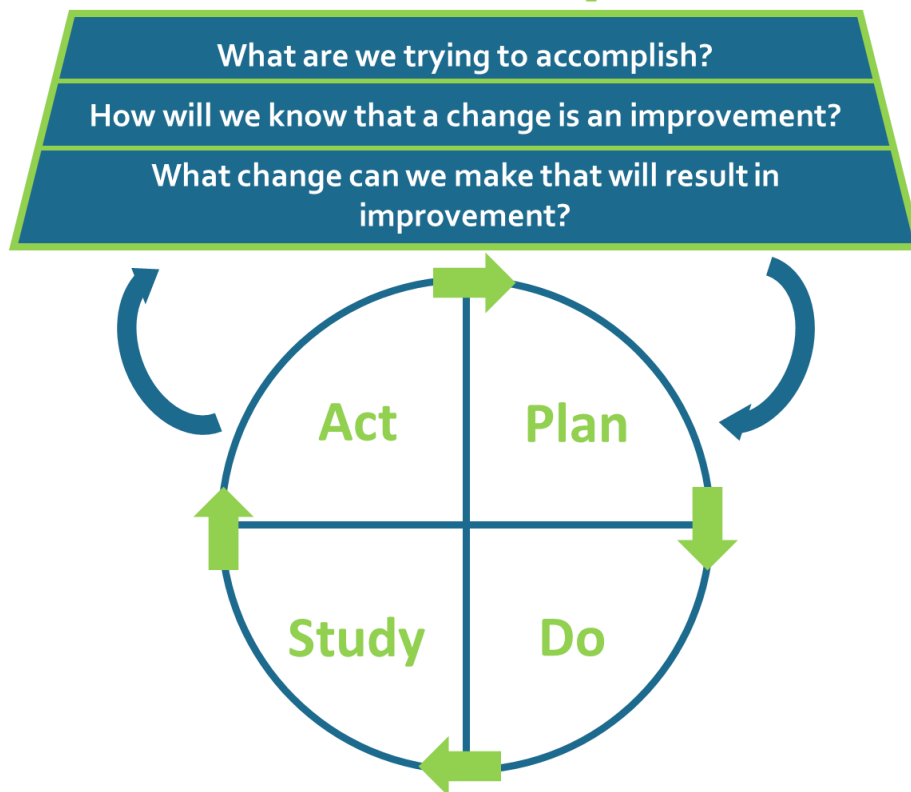 What are we trying to accomplish?
How will we know that a change is an improvement?
What change can we make that will result in
improvement?
Act
Plan
Study
Do